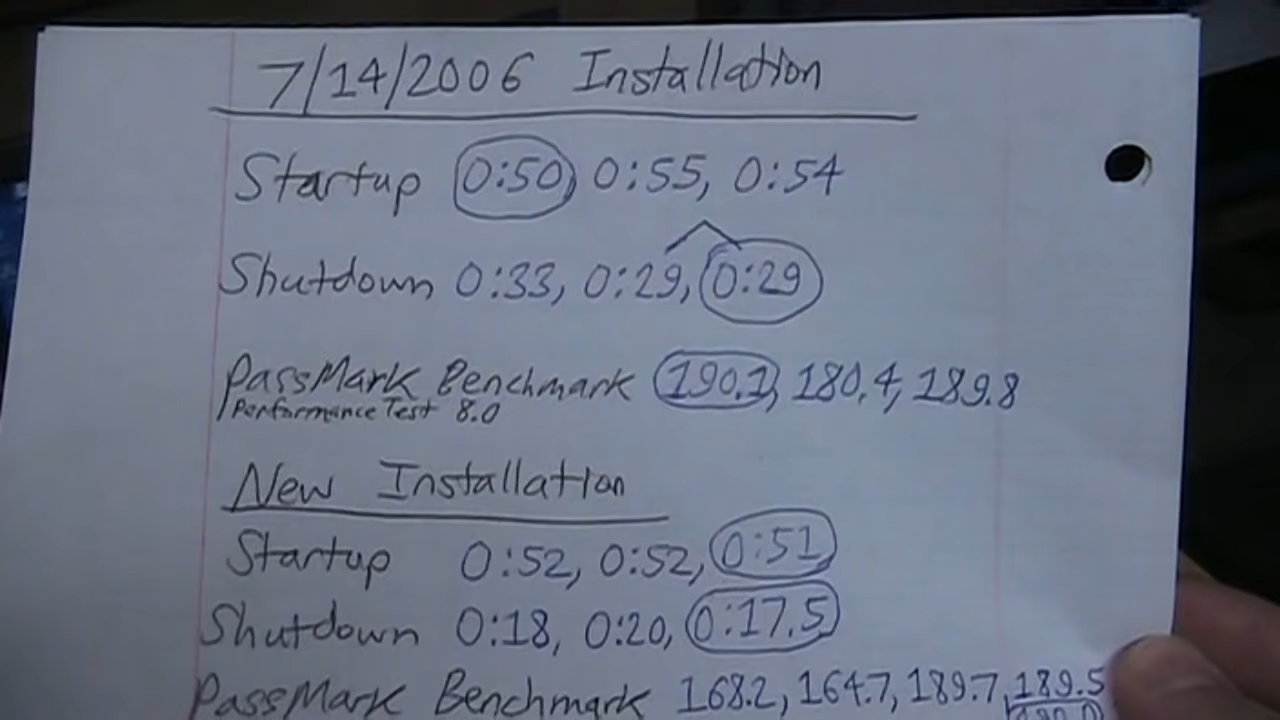 7/14/2006 Installation
Startup 0:50, 0:55, 0:54
Shutdown 0:33, 0:29, 0:29
PassMark Benchmark 190.1, 180.4, 189.8
Performance Test 8.0
New Installation
Startup 0:52, 0:52, 0:51
Shutdown 0:18, 0:20, 0:17.5
PassMark Benchmark 168.2, 164.7, 189.7, 189.5